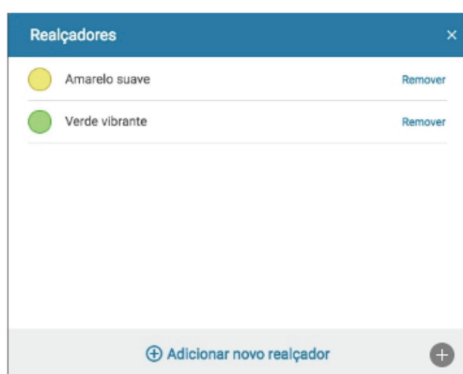 Realçadores
Amarelo suave Remover
Verde vibrante Remover
Adicionar novo realçador